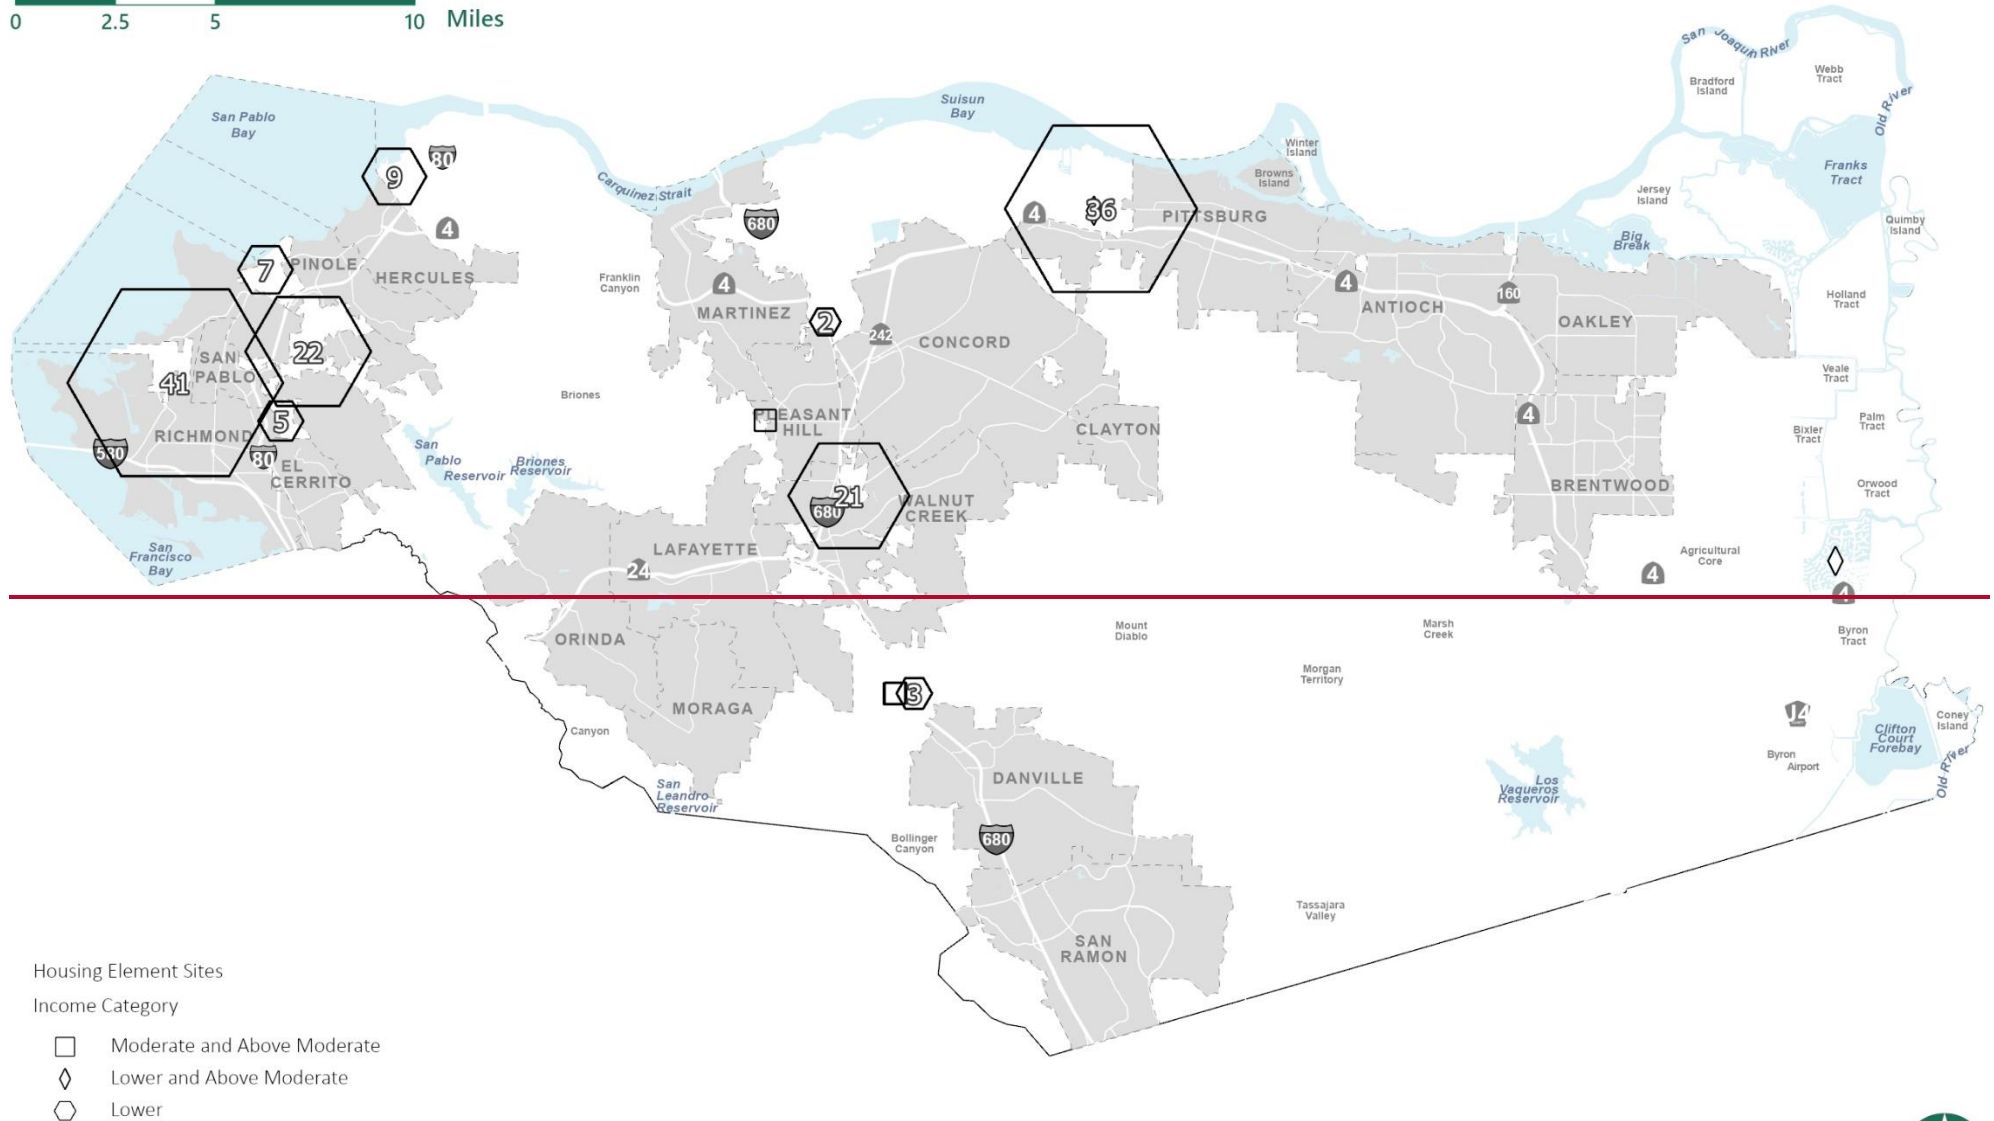 0 2.5 5 10 Miles
San Joaquin River
Webb
Tract
Bradford
Island
Old River
San Pablo
Bay
Suisun
Bay
Winter
Island
Franks
Tract
80
9
Carquinez Strait
Browns
Island
Jersey
Island
Quimby
Island
4
680
4
36
PITTSBURG
Big
Break
7
PINOLE
HERCULES
Franklin
Canyon
4
MARTINEZ
2
242
CONCORD
4
ANTIOCH
160
OAKLEY
Holland
Tract
SAN
PABLO
22
41
Briones
Veale
Tract
5
RICHMOND
580
80
EL
CERRITO
San
Pablo
Reservoir
Briones
Reservoir
PLEASANT
HILL
CLAYTON
4
Bixler
Tract
Palm
Tract
21
680
WALNUT
CREEK
BRENTWOOD
Orwood
Tract
San
Francisco
Bay
LAFAYETTE
24
4
Agricultural
Core
4
ORINDA
Mount
Diablo
Marsh
Creek
Byron
Tract
Morgan
Territory
3
MORAGA
Canyon
J4
Clifton
Court
Forebay
Coney
Island
Old River
Byron
Airport
DANVILLE
San
Leandro
Reservoir
Los
Vaqueros
Reservoir
Bollinger
Canyon
680
Tassajara
Valley
SAN
RAMON
Housing Element Sites
Income Category
Moderate and Above Moderate
Lower and Above Moderate
Lower